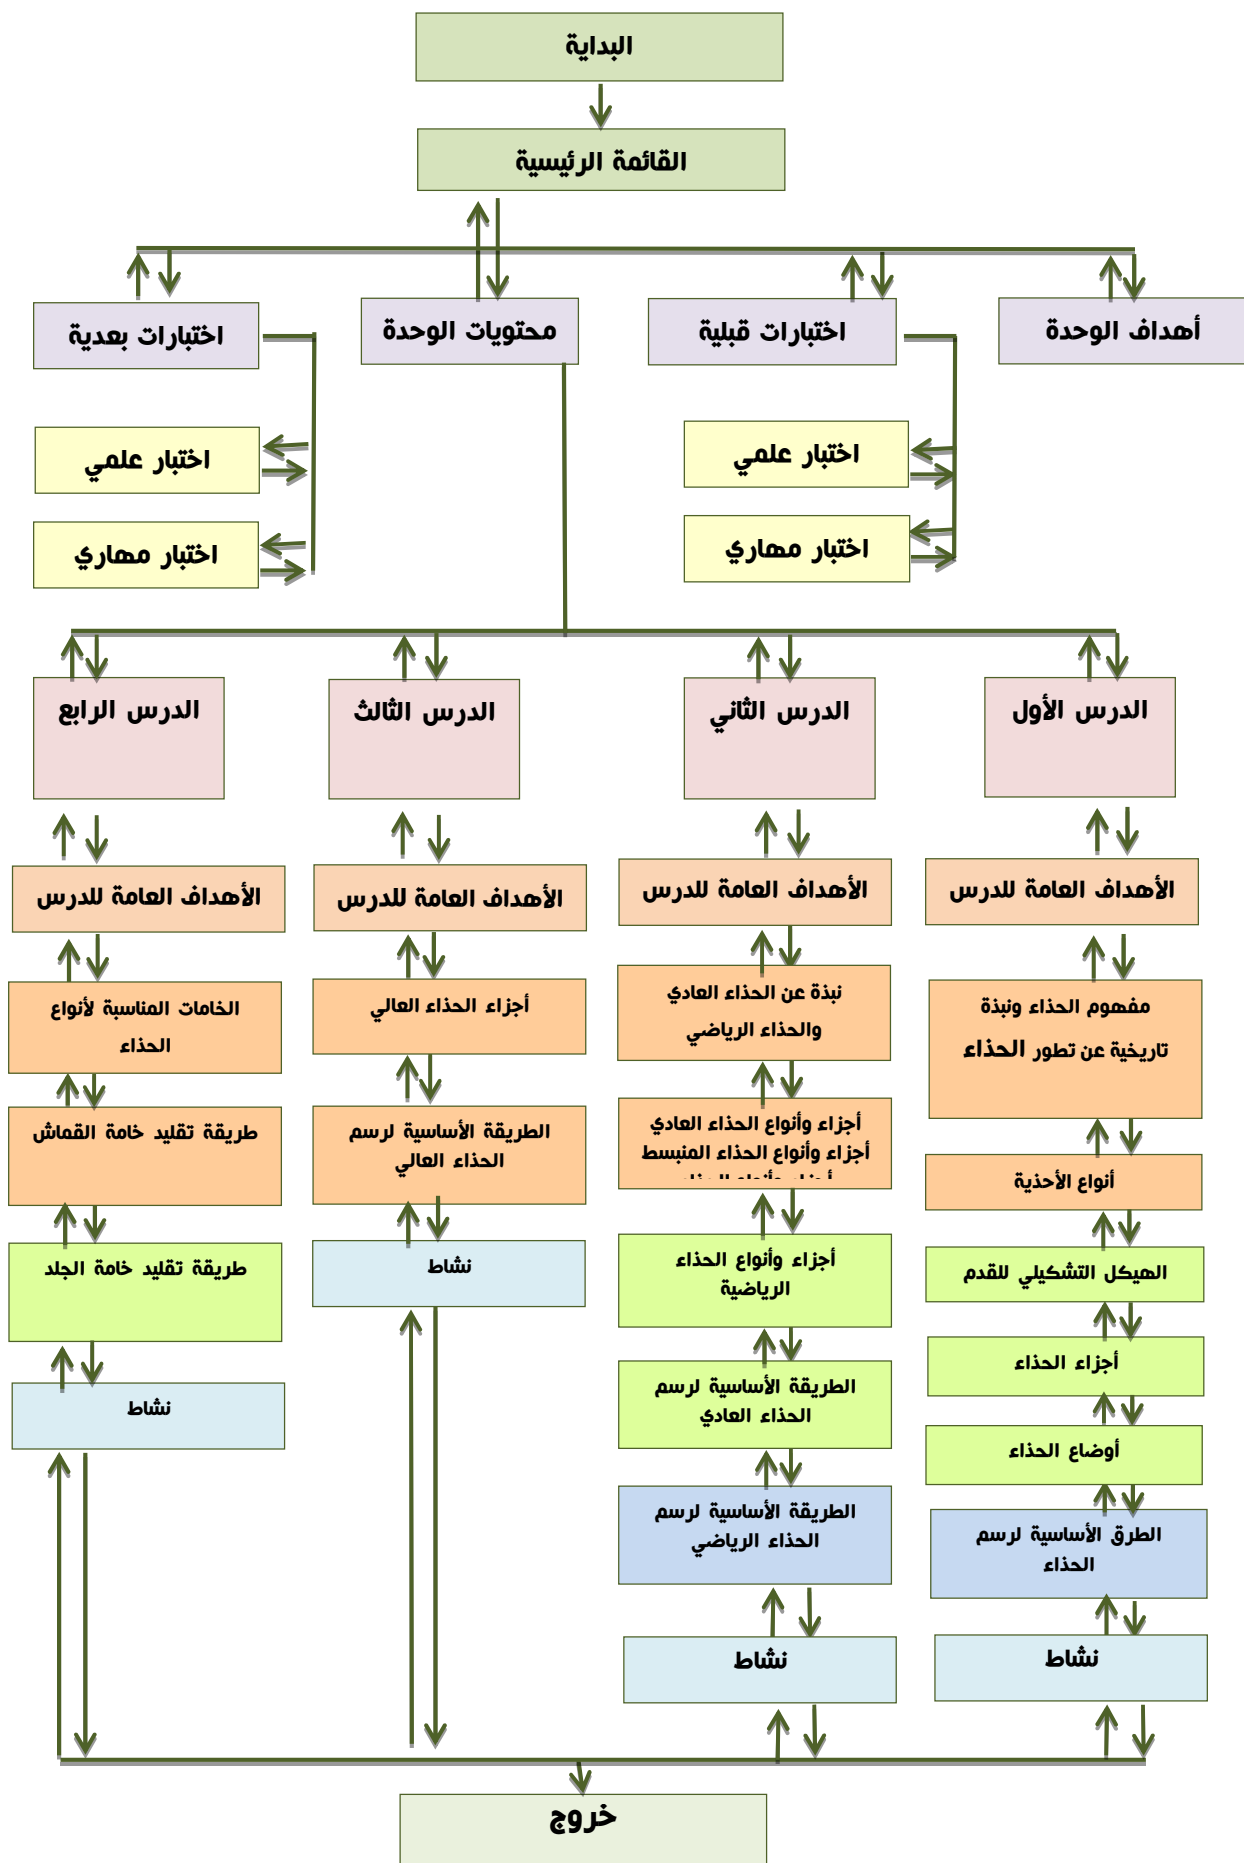 البداية
القائمة الرئيسية
أهداف الوحدة
اختبارات قبلية
محتويات الوحدة
اختبارات بعدية
اختبار علمي
اختبار علمي
اختبار مهاري
اختبار مهاري
الدرس الأول
الدرس الثاني
الدرس الثالث
الدرس الرابع
الأهداف العامة للدرس
الأهداف العامة للدرس
الأهداف العامة للدرس
الأهداف العامة للدرس
مفهوم الحذاء ونبذة
تاريخية عن تطور الحذاء
نبذة عن الحذاء العادي
والحذاء الرياضي
أجزاء الحذاء العالي
الخامات المناسبة لأنواع
الحذاء
أنواع الأحذية
أجزاء وأنواع الحذاء العادي
أجزاء وأنواع الحذاء المنبسط
الطريقة الأساسية لرسم
الحذاء العالي
طريقة تقليد خامة القماش
الهيكل التشكيلي للقدم
أجزاء وأنواع الحذاء
الرياضية
نشاط
طريقة تقليد خامة الجلد
أجزاء الحذاء
الطريقة الأساسية لرسم
الحذاء العادي
نشاط
أوضاع الحذاء
الطرق الأساسية لرسم
الحذاء
الطريقة الأساسية لرسم
الحذاء الرياضي
نشاط
نشاط
خروج